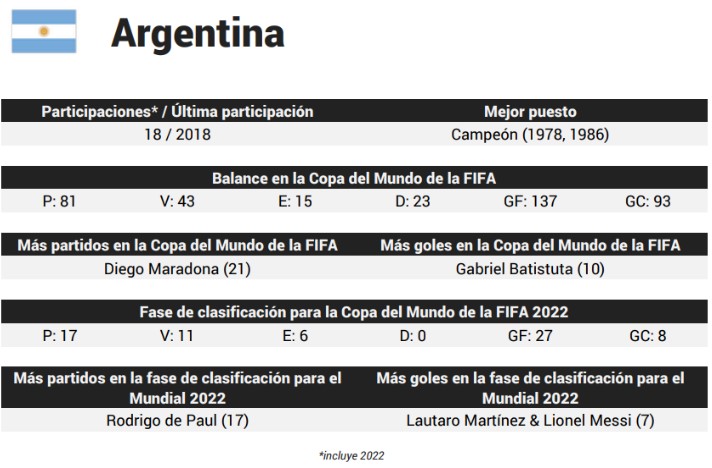 Argentina
Participaciones* / Última participación
Mejor puesto
18 / 2018
Campeón (1978, 1986)
Balance en la Copa del Mundo de la FIFA
P: 81 V: 43 E: 15 D: 23 GF: 137 GC: 93
Más partidos en la Copa del Mundo de la FIFA
Más goles en la Copa del Mundo de la FIFA
Diego Maradona (21)
Gabriel Batistuta (10)
Fase de clasificación para la Copa del Mundo de la FIFA 2022
P: 17 V: 11 E: 6 D: 0 GF: 27 GC: 8
Más partidos en la fase de clasificación para el
Mundial 2022
Más goles en la fase de clasificación para el
Mundial 2022
Rodrigo de Paul (17)
Lautaro Martínez & Lionel Messi (7)
*incluye 2022